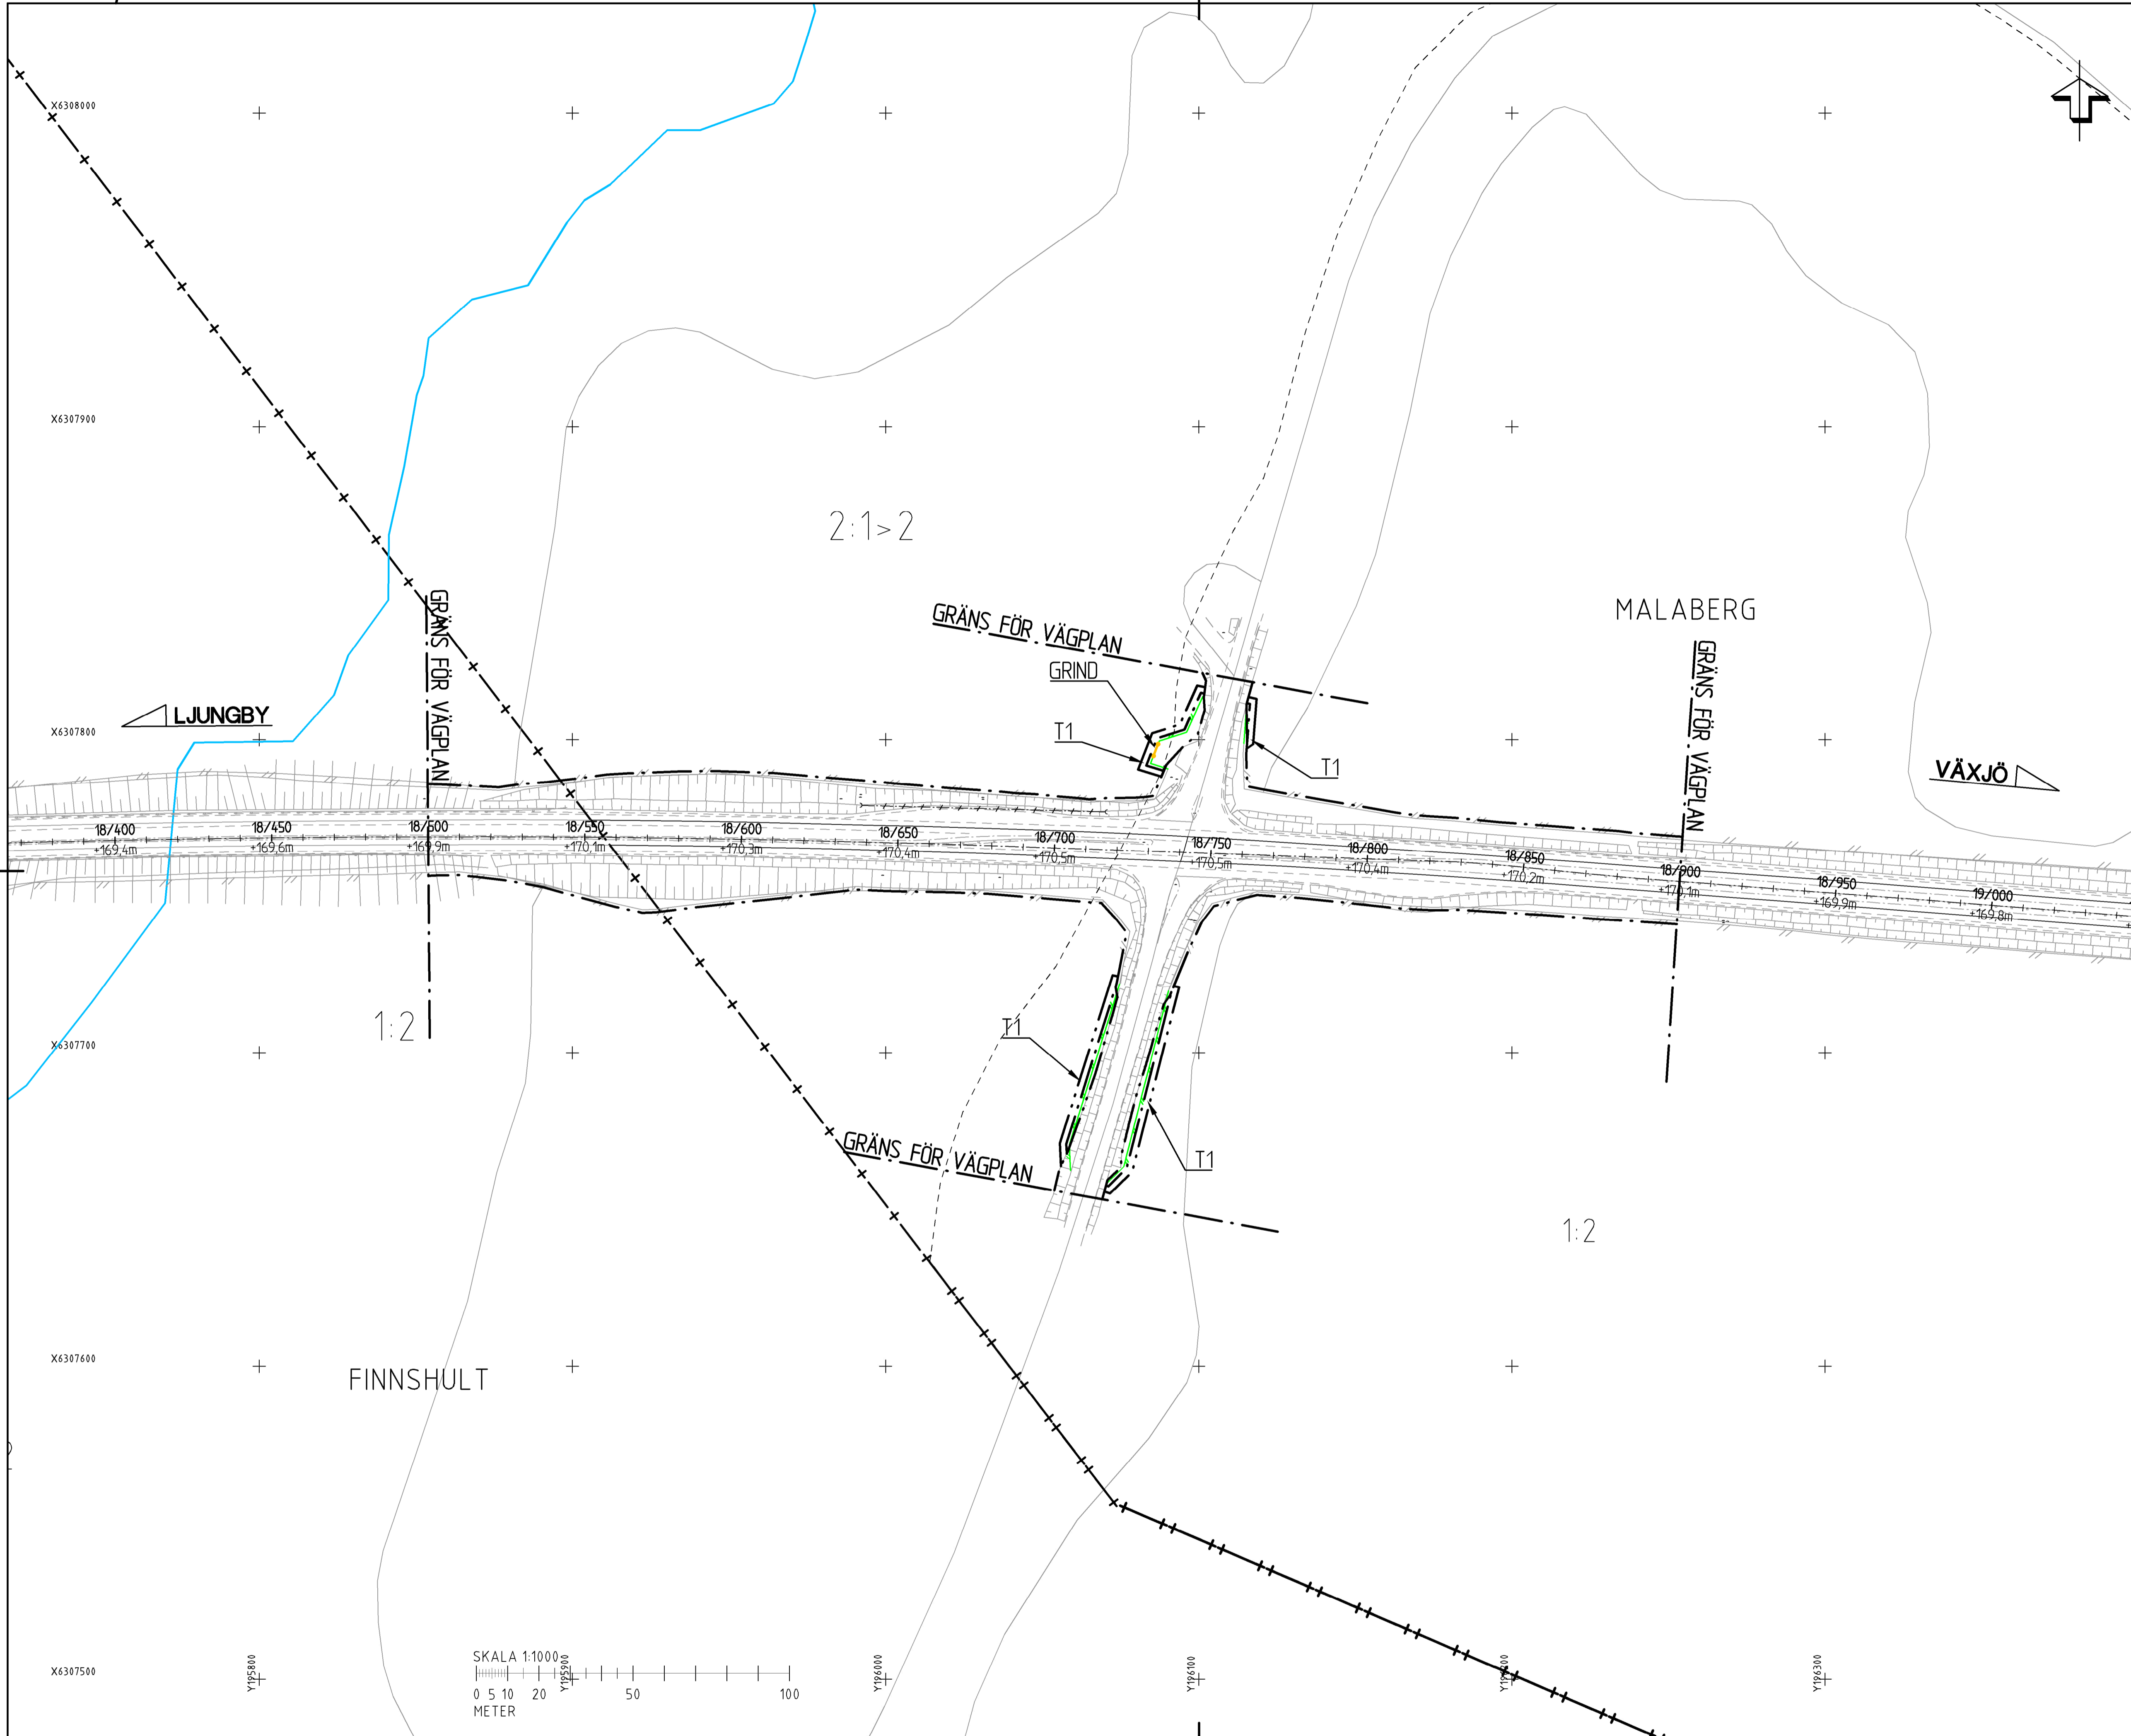 X6308000
X6307900
2:1>2
MALABERG
GRÄNS FÖR VÄGPLAN
GRÄNS FÖR VÄGPLAN
GRÄNS FÖR VÄGPLAN
GRIND
T1
T1
LJUNGBY
X6307800
VÄXJÖ
18/400
+169,4m
18/450
+169,6m
18/500
+169,9m
18/550
+170,1m
18/600
+170,3m
18/650
+170,4m
18/700
+170,5m
18/750
+170,5m
18/800
+170,4m
18/850
+170,2m
18/900
+170,1m
18/950
+169,9m
19/000
+169,8m
1:2
T1
X6307700
GRÄNS FÖR VÄGPLAN
T1
1:2
X6307600
FINNSHULT
SKALA 1:1000
X6307500
Y195800
Y195900
Y196000
Y196100
Y196200
Y196300
0 5 10 20 50 100
METER